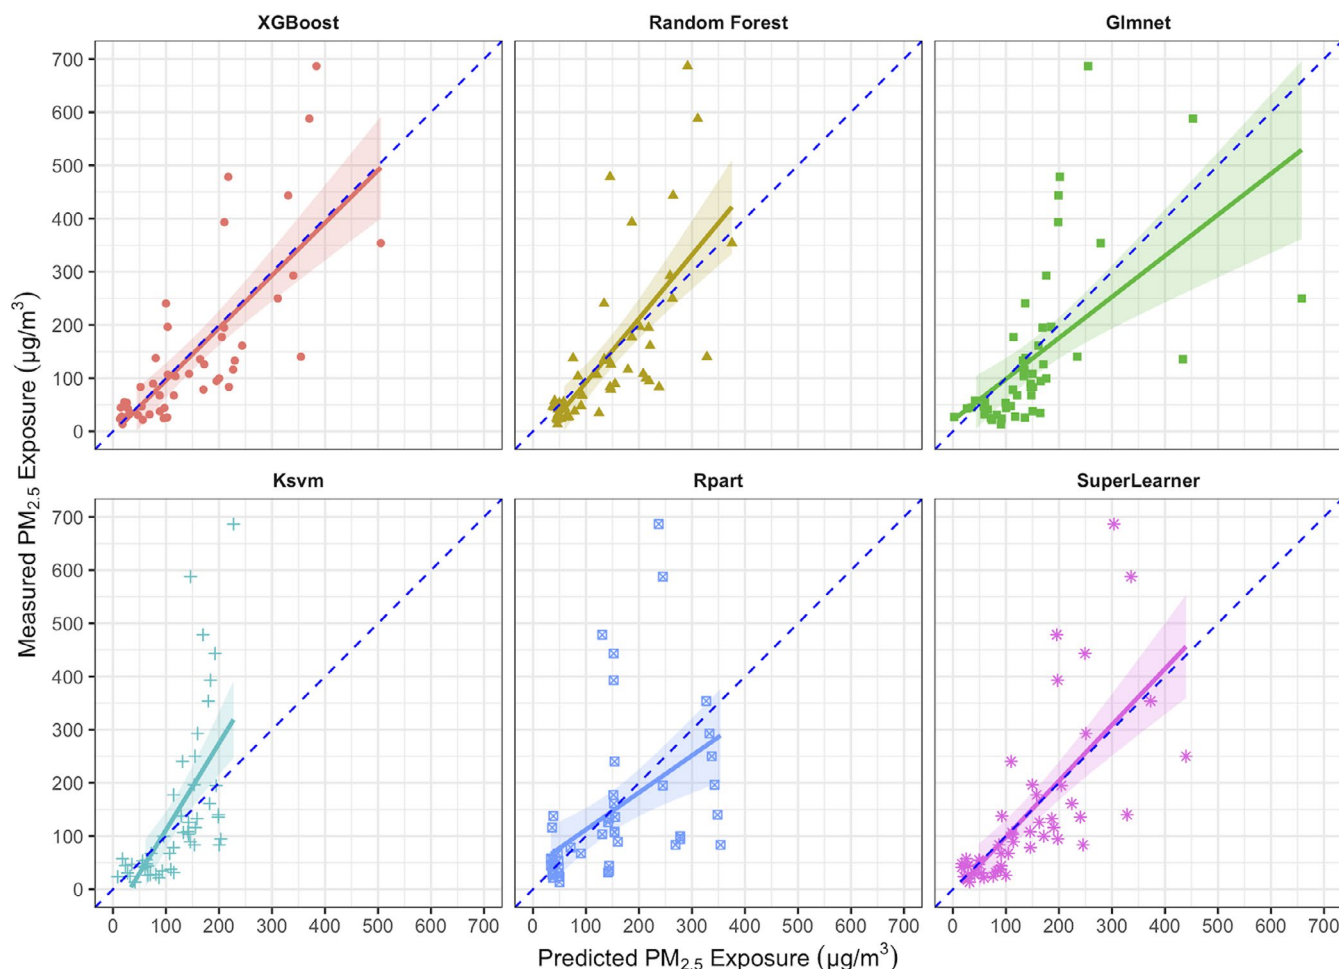 XGBoost
Random Forest
Glmnet
700
600
500
400
300
200
100
0
Ksvm
Rpart
SuperLearner
700
600
500
400
300
200
100
0
0 100 200 300 400 500 600 700
0 100 200 300 400 500 600 700
0 100 200 300 400 500 600 700
Measured PM2.5 Exposure (µg/m³)
Predicted PM2.5 Exposure (µg/m³)